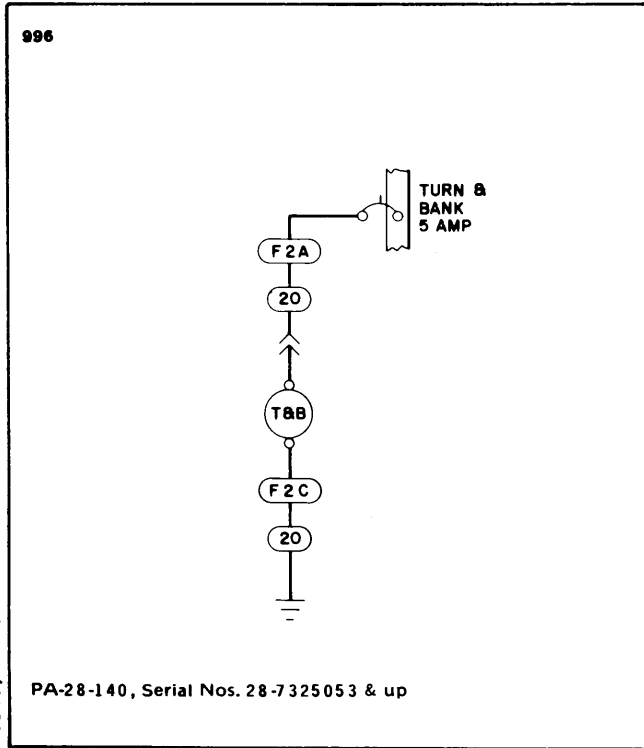 996
TURN &
BANK
5 AMP
F2A
20
T&B
F2C
20
PA-28-140, Serial Nos. 28-7325053 & up